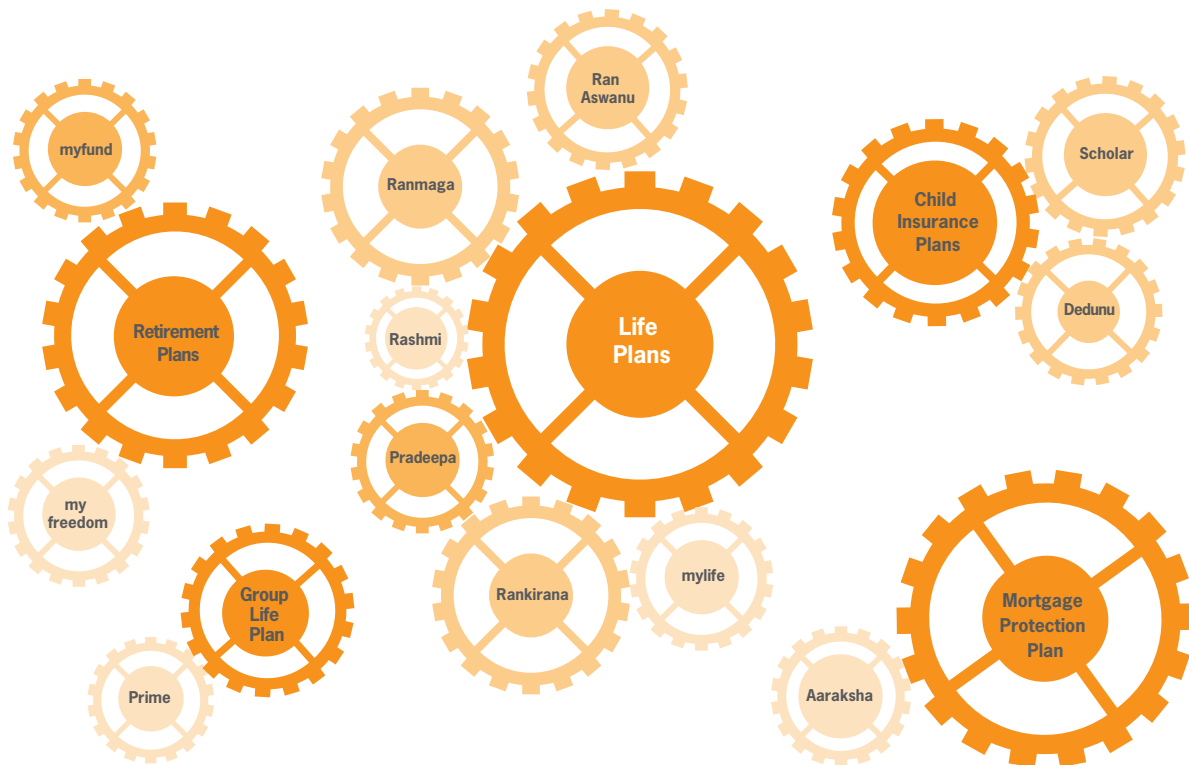 Ran
Aswanu
myfund
Ranmaga
Scholar
Child
Insurance
Plans
Retirement
Plans
Rashmi
Life
Plans
Dedunu
Pradeepa
my
freedom
Group
Life
Plan
Rankirana
mylife
Mortgage
Protection
Plan
Prime
Aaraksha